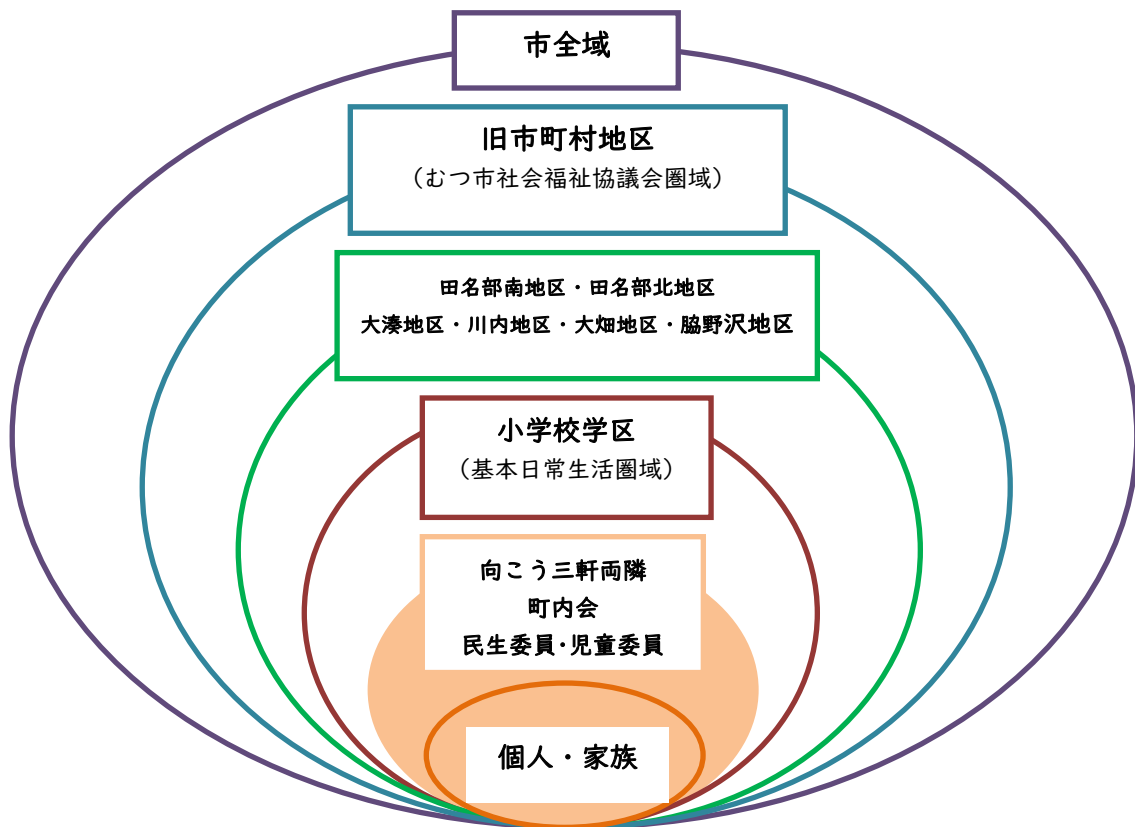 市全域
旧市町村地区
（むつ市社会福祉協議会圏域）
田名部南地区・田名部北地区
大湊地区・川内地区・大畑地区・脇野沢地区
小学校学区
（基本日常生活圏域）
向こう三軒両隣
町内会
民生委員･児童委員
個人・家族